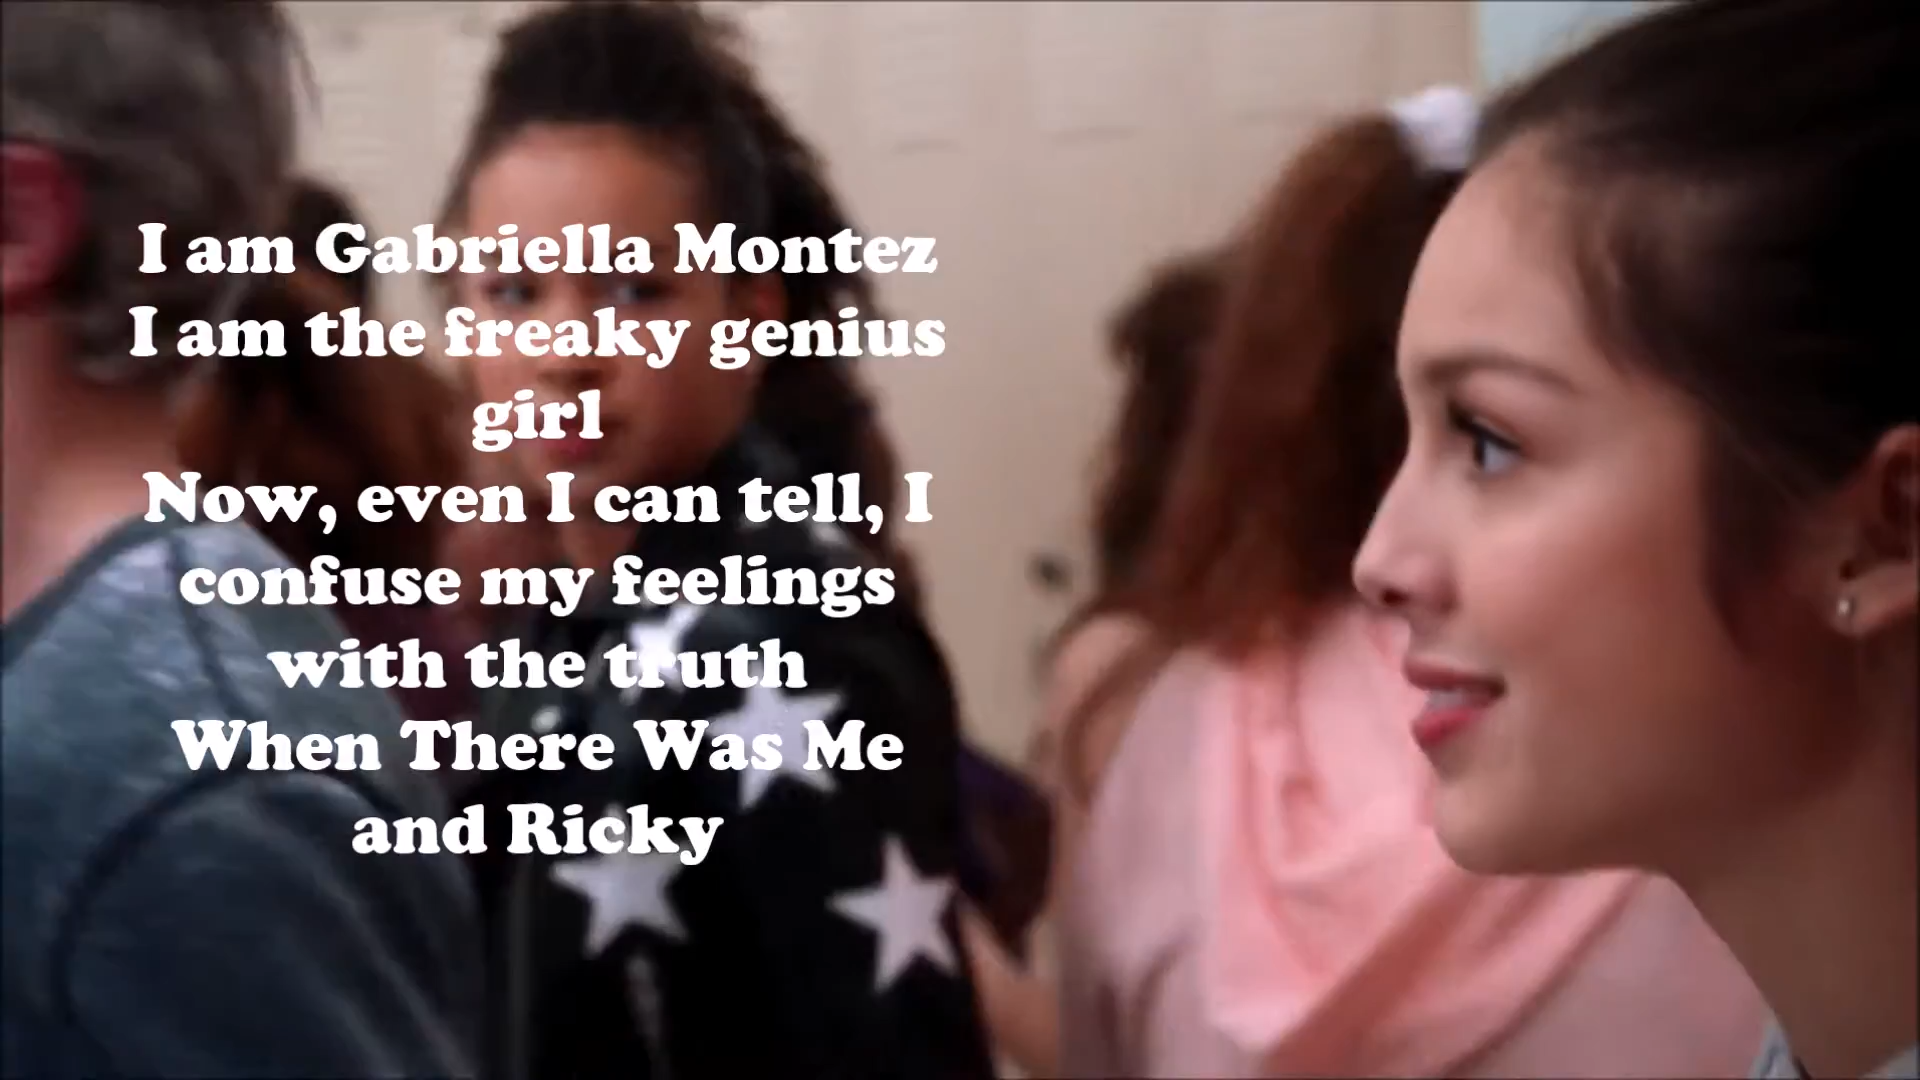 I am Gabriella Montez
I am the freaky genius
girl
Now, even I can tell, I
confuse my feelings
with the truth
When There Was Me
and Ricky